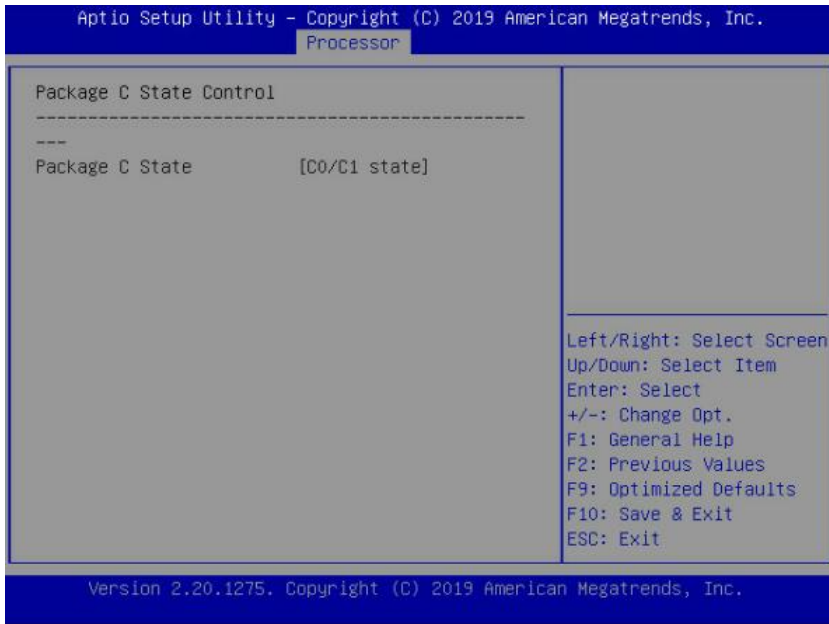 Aptio Setup Utility – Copyright (C) 2019 American Megatrends, Inc.
Processor
Package C State Control
-----------------------------------------------
---
Package C State [C0/C1 state]
Left/Right: Select Screen
Up/Down: Select Item
Enter: Select
+/-: Change Opt.
F1: General Help
F2: Previous Values
F9: Optimized Defaults
F10: Save & Exit
ESC: Exit
Version 2.20.1275. Copyright (C) 2019 American Megatrends, Inc.